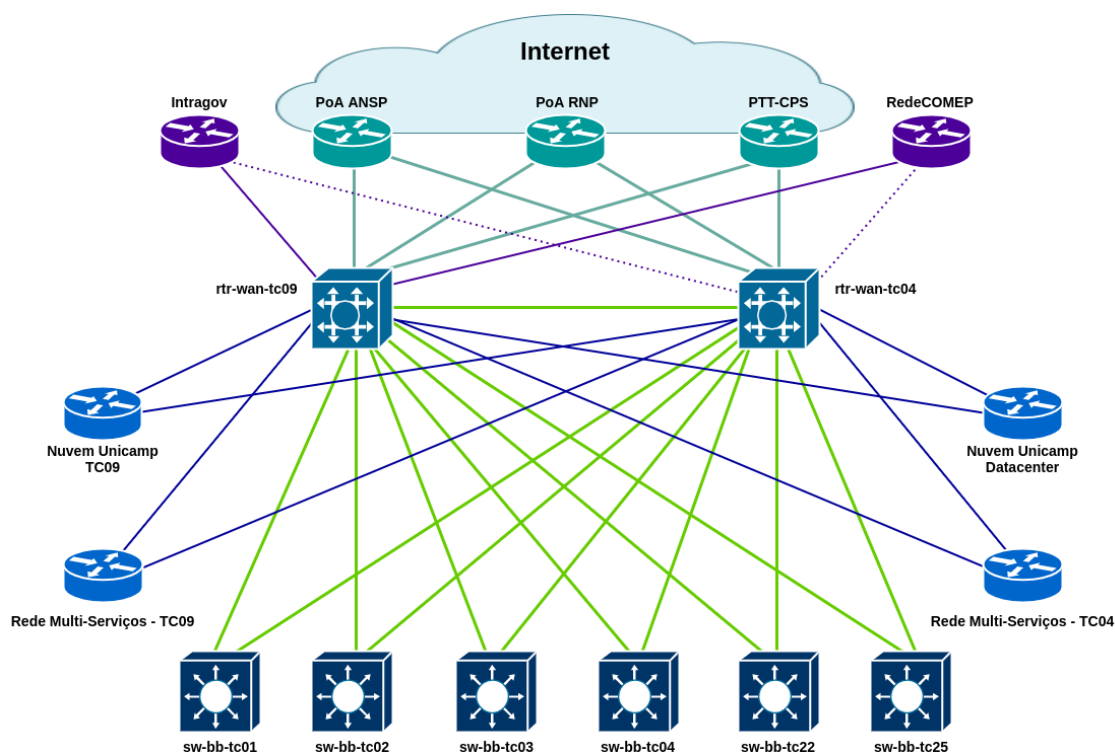 Internet
Intragov
PoA ANSP
PoA RNP
PTT-CPS
RedeCOMEP
rtr-wan-tc09
rtr-wan-tc04
Nuvem Unicamp
TC09
Nuvem Unicamp
Datacenter
Rede Multi-Serviços - TC09
Rede Multi-Serviços - TC04
sw-bb-tc01
sw-bb-tc02
sw-bb-tc03
sw-bb-tc04
sw-bb-tc22
sw-bb-tc25